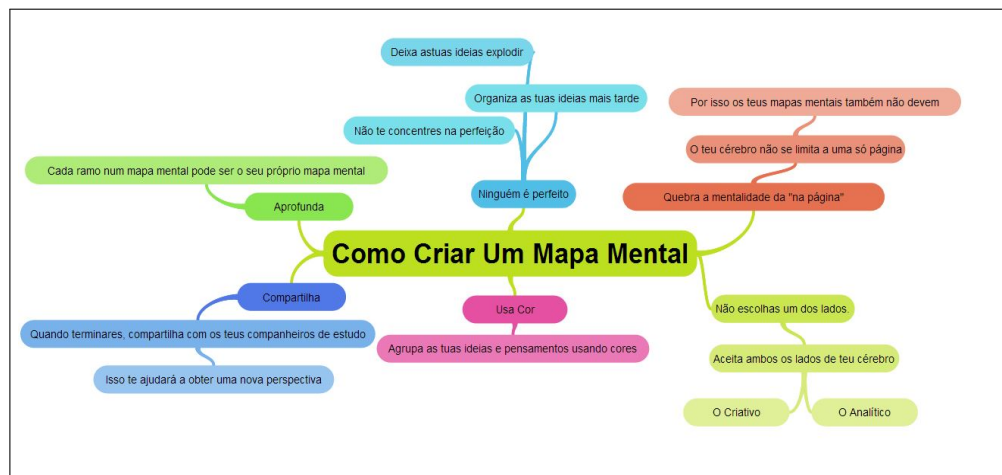 Deixa astuas ideias explodir
Organiza as tuas ideias mais tarde
Não te concentres na perfeição
Ninguém é perfeito
Por isso os teus mapas mentais também não devem
O teu cérebro não se limita a uma só página
Quebra a mentalidade da "na página"
Cada ramo num mapa mental pode ser o seu próprio mapa mental
Aprofunda
Como Criar Um Mapa Mental
Compartilha
Quando terminares, compartilha com os teus companheiros de estudo
Isso te ajudará a obter uma nova perspectiva
Usa Cor
Agrupa as tuas ideias e pensamentos usando cores
Não escolhas um dos lados.
Aceita ambos os lados de teu cérebro
O Criativo
O Analítico